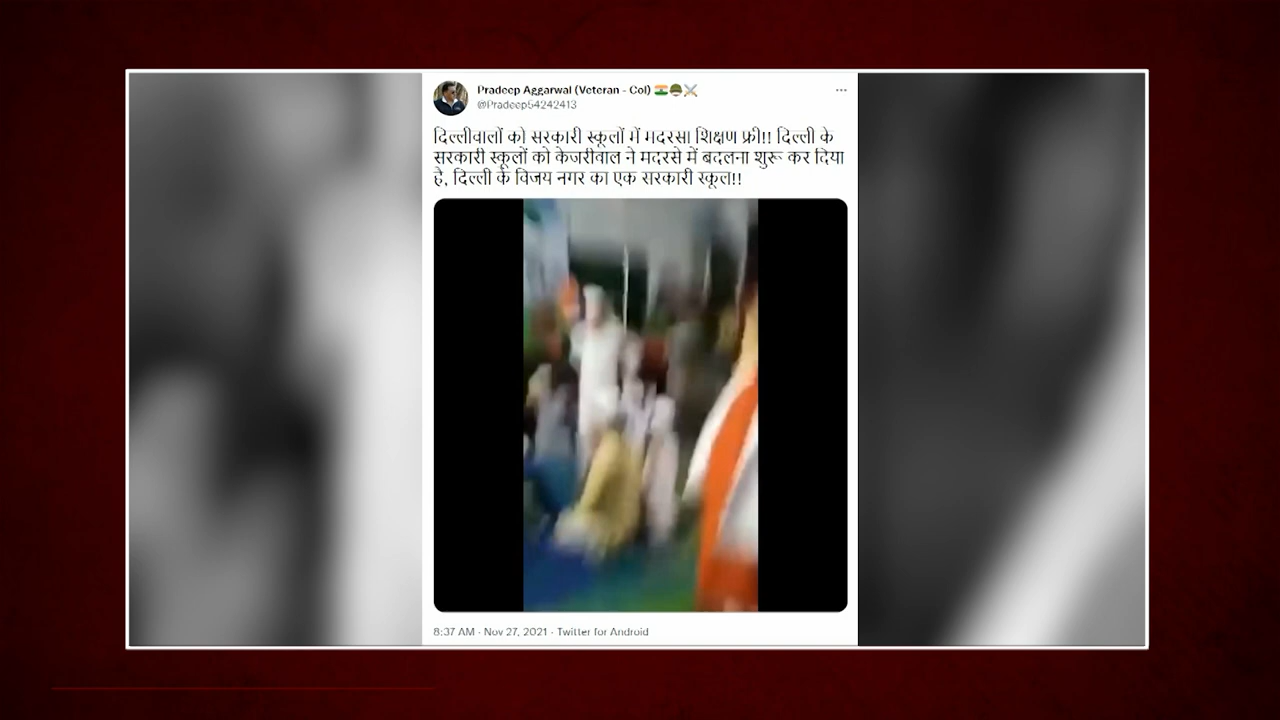 Pradeep Aggarwal (Veteran - Col)
@Pradeep54242413
दिल्लीवालों को सरकारी स्कूलों में मदरसा शिक्षण फ्री!! दिल्ली के
सरकारी स्कूलों को केजरीवाल ने मदरसे में बदलना शुरू कर दिया
है, दिल्ली के विजय नगर का एक सरकारी स्कूल!!
8:37 AM · Nov 27, 2021 · Twitter for Android